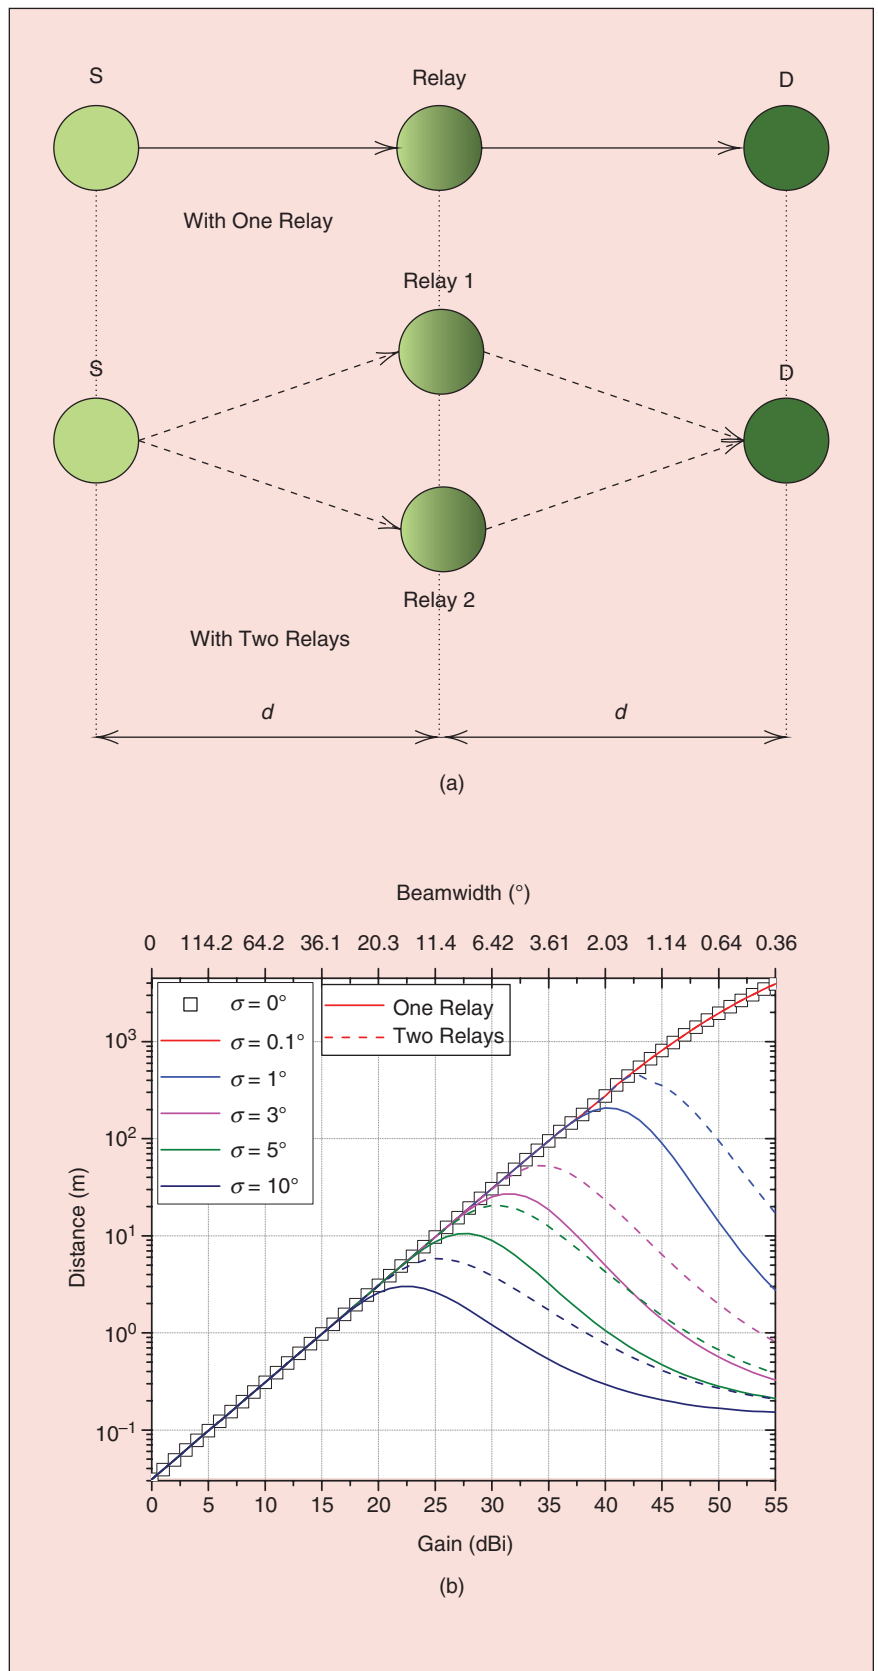 S Relay D
With One Relay
Relay 1
S D
Relay 2
With Two Relays
d d
(a)
Beamwidth (°)
0 114.2 64.2 36.1 20.3 11.4 6.42 3.61 2.03 1.14 0.64 0.36
σ = 0°
σ = 0.1°
σ = 1°
σ = 3°
σ = 5°
σ = 10°
One Relay
Two Relays
Distance (m)
10³
10²
10¹
10⁰
10⁻¹
0 5 10 15 20 25 30 35 40 45 50 55
Gain (dBi)
(b)